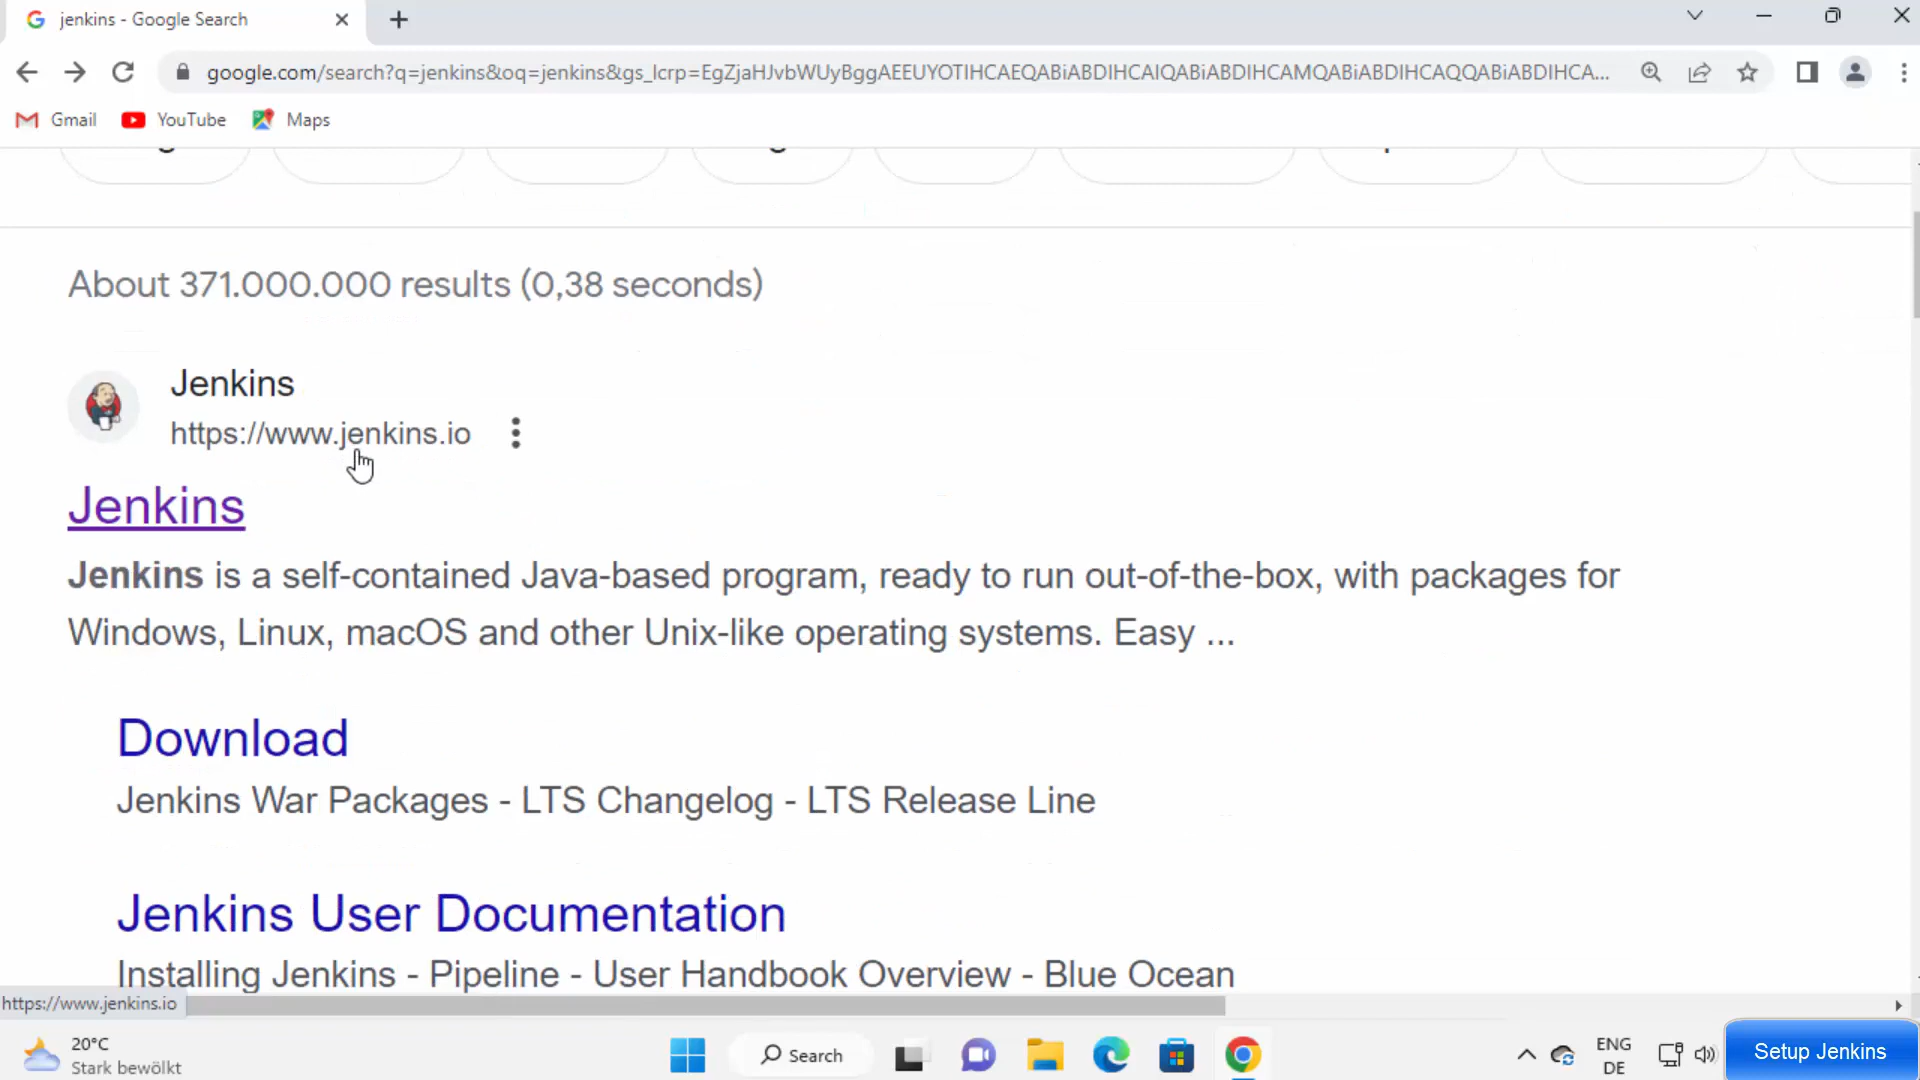 jenkins - Google Search
google.com/search?q=jenkins&oq=jenkins&gs_lcrp=EgZjaHJvbWUyBggAEEUYOTIHCAEQABiABDIHCAIQABiABDIHCAMQABiABDIHCAQQABiABDIHCA...
Gmail
YouTube
Maps
About 371.000.000 results (0,38 seconds)
Jenkins
https://www.jenkins.io
Jenkins
Jenkins is a self-contained Java-based program, ready to run out-of-the-box, with packages for
Windows, Linux, macOS and other Unix-like operating systems. Easy ...
Download
Jenkins War Packages - LTS Changelog - LTS Release Line
Jenkins User Documentation
Installing Jenkins - Pipeline - User Handbook Overview - Blue Ocean
https://www.jenkins.io
20°C
Stark bewölkt
Search
ENG
DE
Setup Jenkins